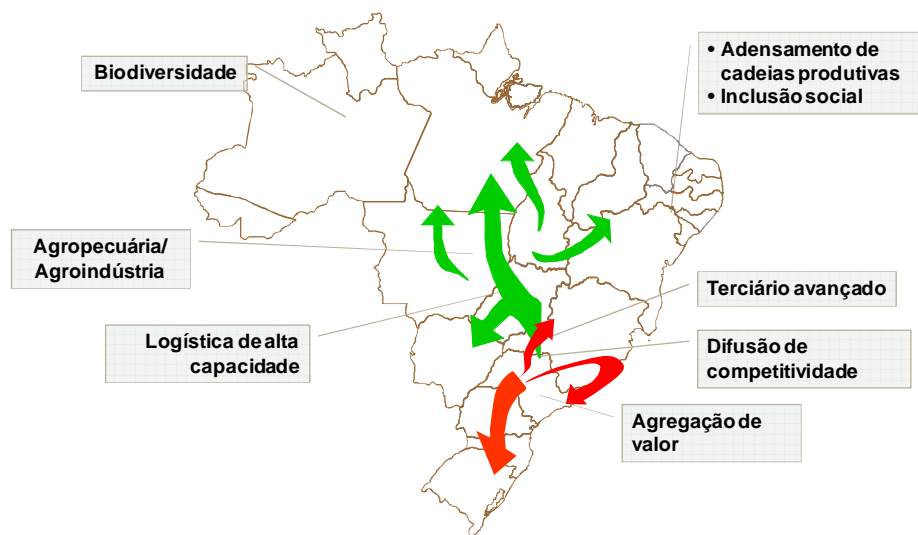 Biodiversidade
• Adensamento de
cadeias produtivas
• Inclusão social
Agropecuária/
Agroindústria
Terciário avançado
Logística de alta
capacidade
Difusão de
competitividade
Agregação de
valor